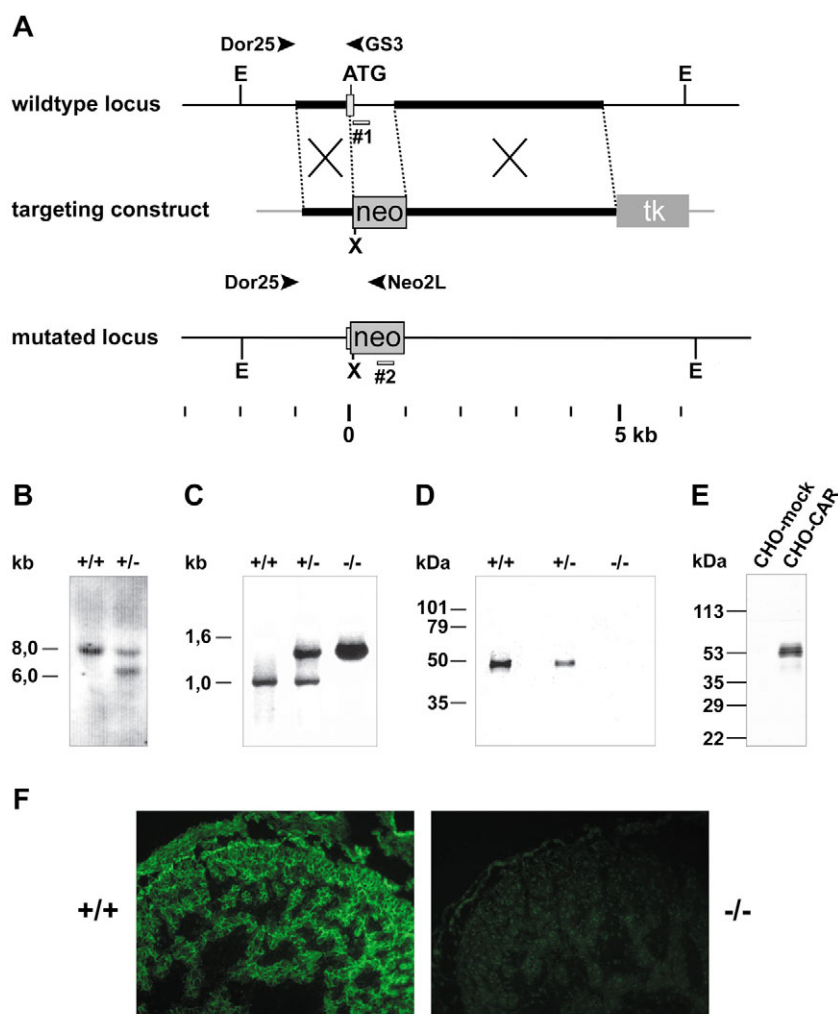 A
Dor25 GS3
E ATG E
wildtype locus
#1
targeting construct neo tk
X
Dor25 Neo2L
mutated locus neo
E X #2 E
0 5 kb
B C D E
kb +/+ +/-
8,0
6,0
kb +/+ +/- -/-
1,6
1,0
kDa +/+ +/- -/-
101
79
50
35
CHO-mock
CHO-CAR
kDa
113
53
35
29
22
F
+/+ -/-